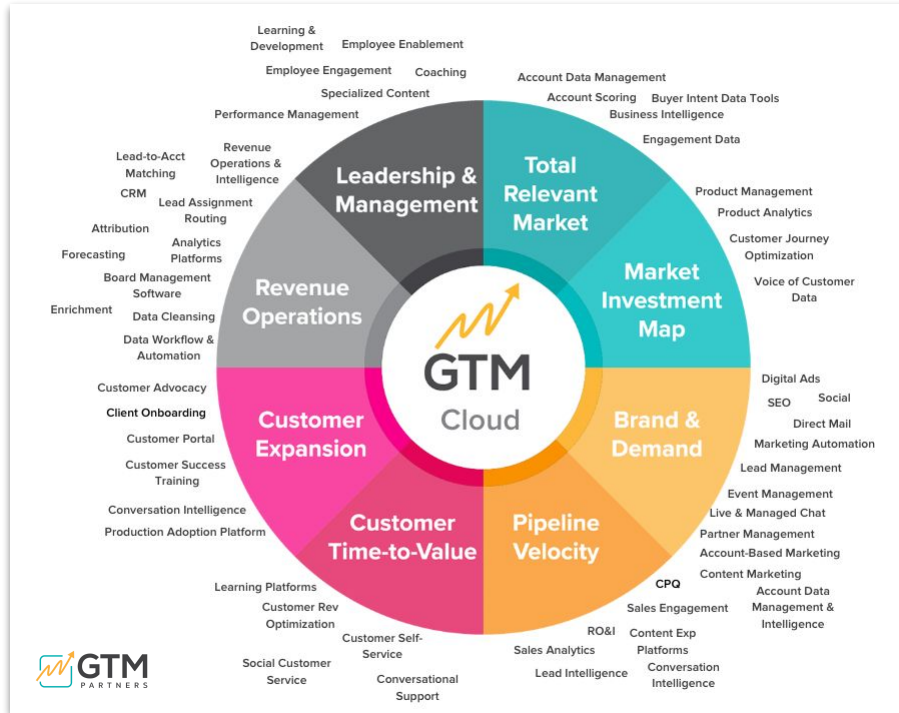 Learning &
Development
Employee Enablement
Employee Engagement
Coaching
Specialized Content
Performance Management
Account Data Management
Account Scoring
Buyer Intent Data Tools
Business Intelligence
Engagement Data
Leadership &
Management
Total
Relevant
Market
Product Management
Product Analytics
Customer Journey
Optimization
Voice of Customer
Data
Market
Investment
Map
Revenue
Operations &
Intelligence
Lead-to-Acct
Matching
CRM
Lead Assignment
Routing
Attribution
Analytics
Platforms
Forecasting
Board Management
Software
Enrichment
Data Cleansing
Data Workflow &
Automation
Revenue
Operations
GTM
Cloud
Customer Advocacy
Client Onboarding
Customer Portal
Customer Success
Training
Conversation Intelligence
Production Adoption Platform
Customer
Expansion
Brand &
Demand
Digital Ads
SEO
Social
Direct Mail
Marketing Automation
Lead Management
Event Management
Live & Managed Chat
Partner Management
Account-Based Marketing
Content Marketing
Account Data
Management &
Intelligence
Customer
Time-to-Value
Pipeline
Velocity
CPQ
Sales Engagement
RO&I
Content Exp
Platforms
Sales Analytics
Lead Intelligence
Conversation
Intelligence
Learning Platforms
Customer Rev
Optimization
Customer Self-
Service
Social Customer
Service
Conversational
Support
GTM
PARTNERS